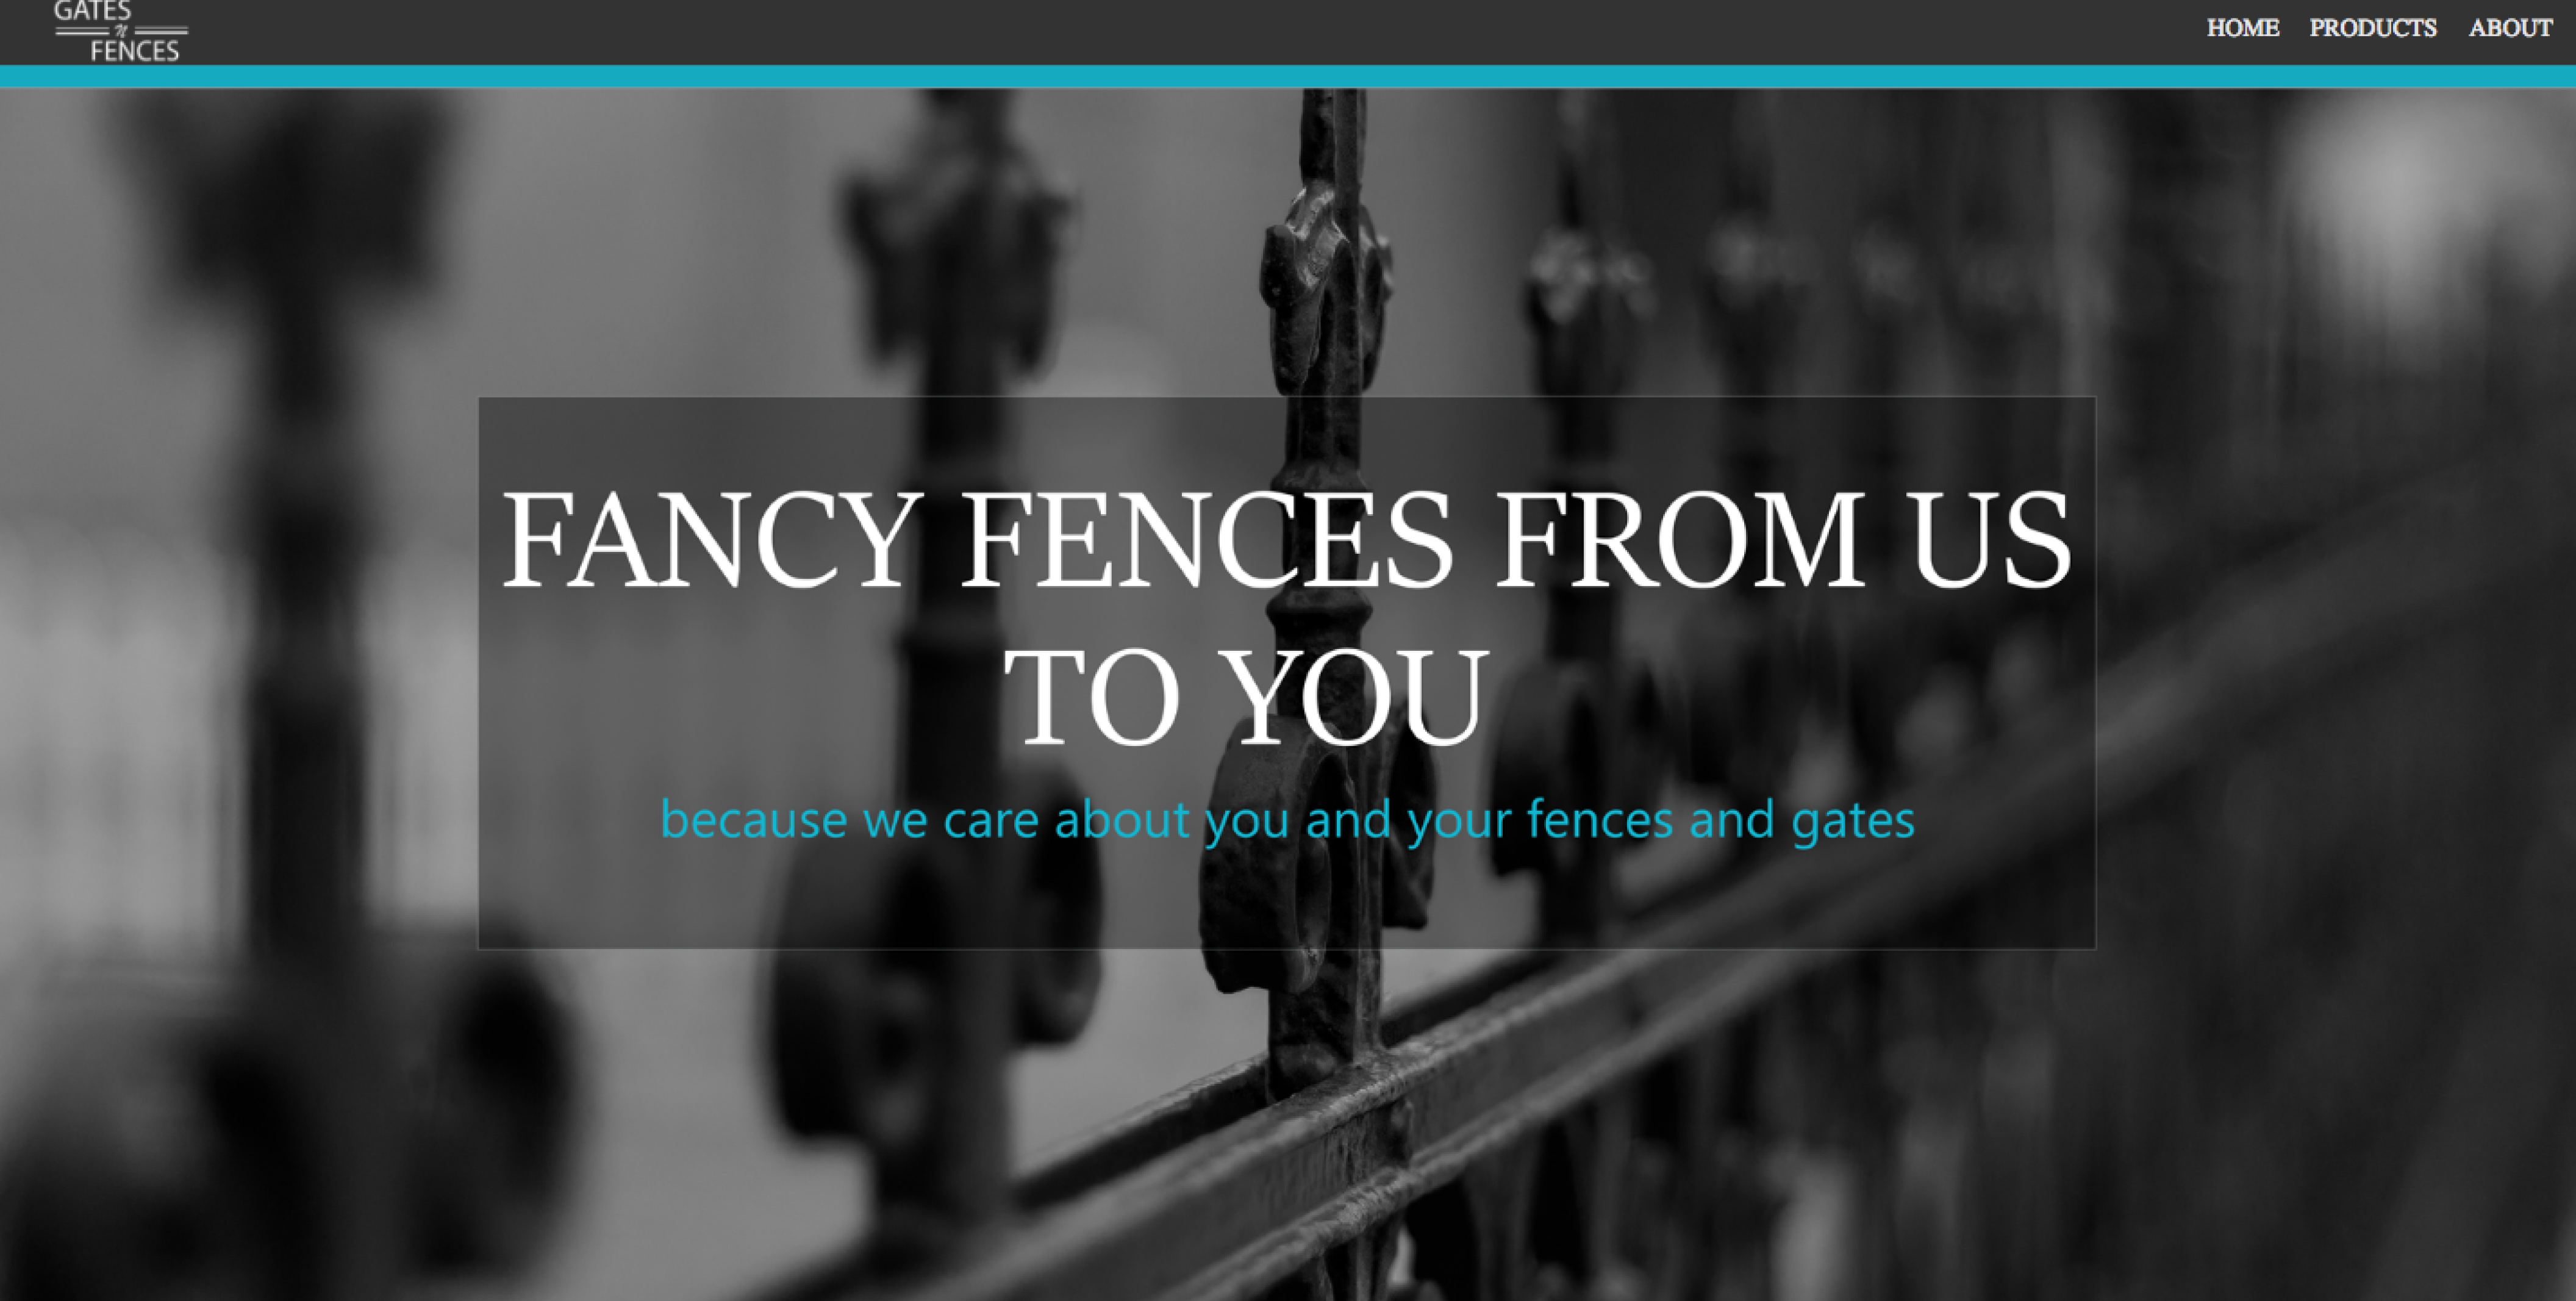 GATES
N
FENCES
HOME PRODUCTS ABOUT
FANCY FENCES FROM US
TO YOU
because we care about you and your fences and gates